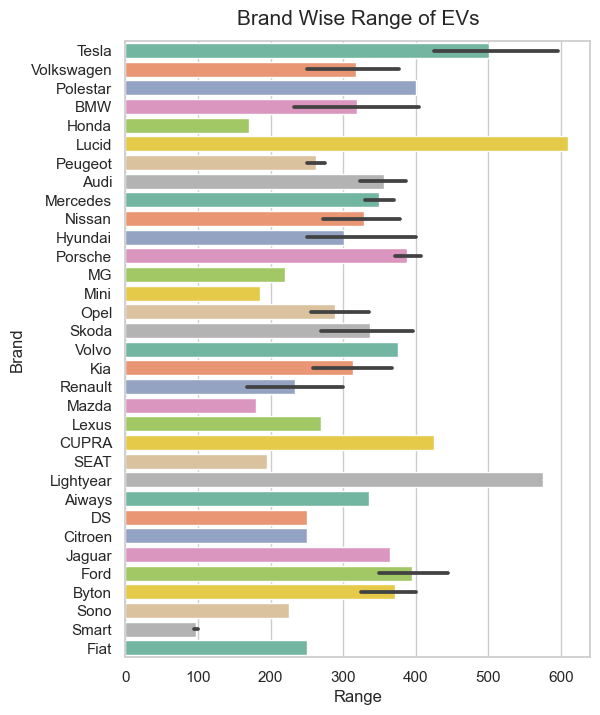 Brand Wise Range of EVs
Brand
Tesla
Volkswagen
Polestar
BMW
Honda
Lucid
Peugeot
Audi
Mercedes
Nissan
Hyundai
Porsche
MG
Mini
Opel
Skoda
Volvo
Kia
Renault
Mazda
Lexus
CUPRA
SEAT
Lightyear
Aiways
DS
Citroen
Jaguar
Ford
Byton
Sono
Smart
Fiat
0 100 200 300 400 500 600
Range